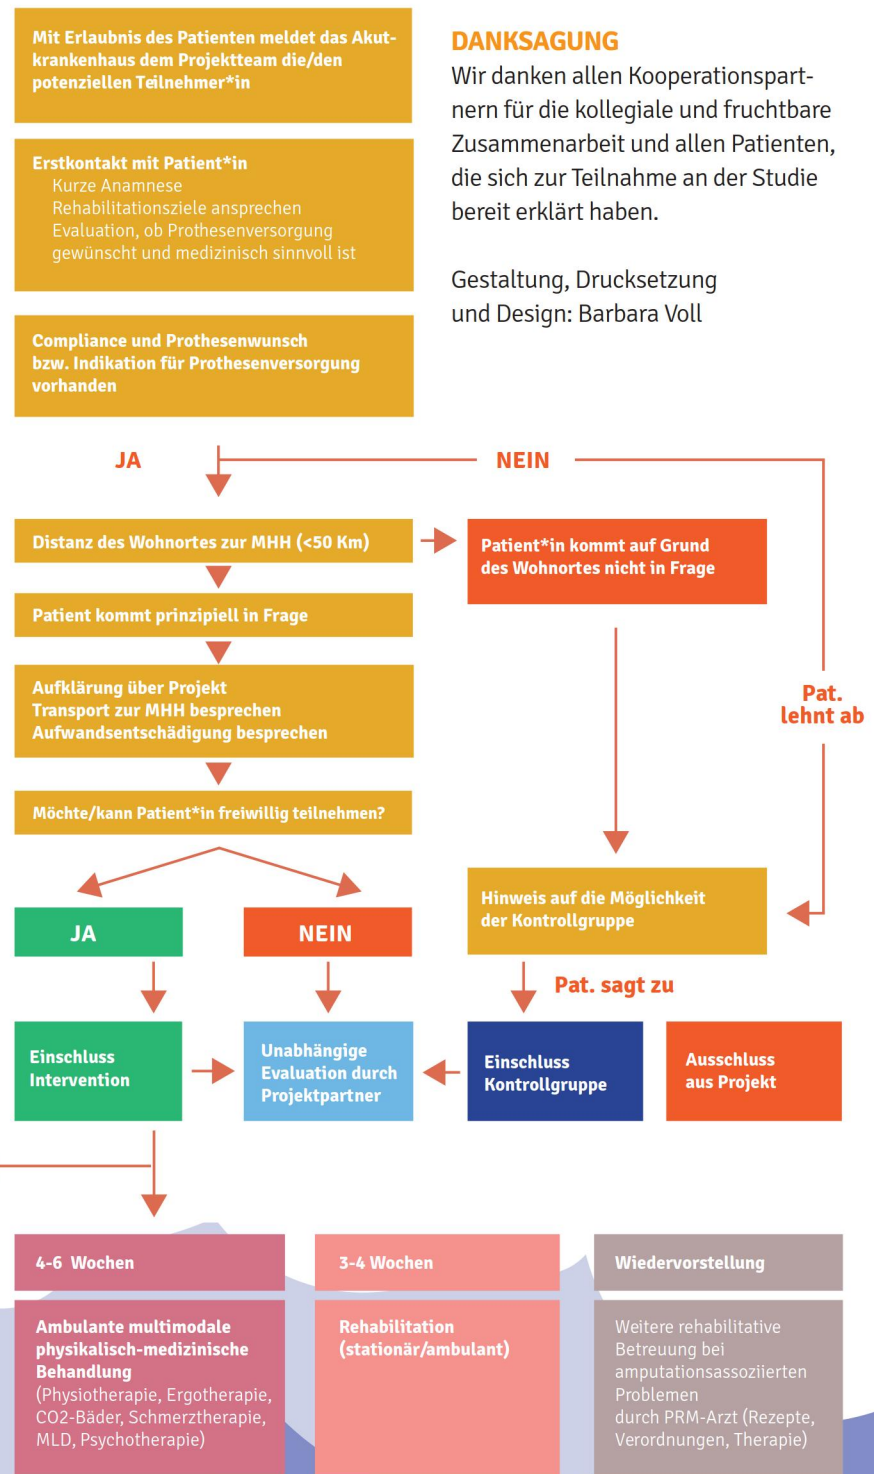 Mit Erlaubnis des Patienten meldet das Akut-
krankenhaus dem Projektteam die/den
potenziellen Teilnehmer*in
Erstkontakt mit Patient*in
Kurze Anamnese
Rehabilitationsziele ansprechen
Evaluation, ob Prothesenversorgung
gewünscht und medizinisch sinnvoll ist
Compliance und Prothesenwunsch
bzw. Indikation für Prothesenversorgung
vorhanden
DANKSAGUNG
Wir danken allen Kooperationspart-
nern für die kollegiale und fruchtbare
Zusammenarbeit und allen Patienten,
die sich zur Teilnahme an der Studie
bereit erklärt haben.
Gestaltung, Drucksetzung
und Design: Barbara Voll
JA
NEIN
Distanz des Wohnortes zur MHH (<50 Km)
Patient*in kommt auf Grund
des Wohnortes nicht in Frage
Patient kommt prinzipiell in Frage
Aufklärung über Projekt
Transport zur MHH besprechen
Aufwandsentschädigung besprechen
Pat.
lehnt ab
Möchte/kann Patient*in freiwillig teilnehmen?
JA
NEIN
Hinweis auf die Möglichkeit
der Kontrollgruppe
Pat. sagt zu
Einschluss
Intervention
Unabhängige
Evaluation durch
Projektpartner
Einschluss
Kontrollgruppe
Ausschluss
aus Projekt
4-6 Wochen
Ambulante multimodale
physikalisch-medizinische
Behandlung
(Physiotherapie, Ergotherapie,
CO2-Bäder, Schmerztherapie,
MLD, Psychotherapie)
3-4 Wochen
Rehabilitation
(stationär/ambulant)
Wiedervorstellung
Weitere rehabilitative
Betreuung bei
amputationsassoziierten
Problemen
durch PRM-Arzt (Rezepte,
Verordnungen, Therapie)